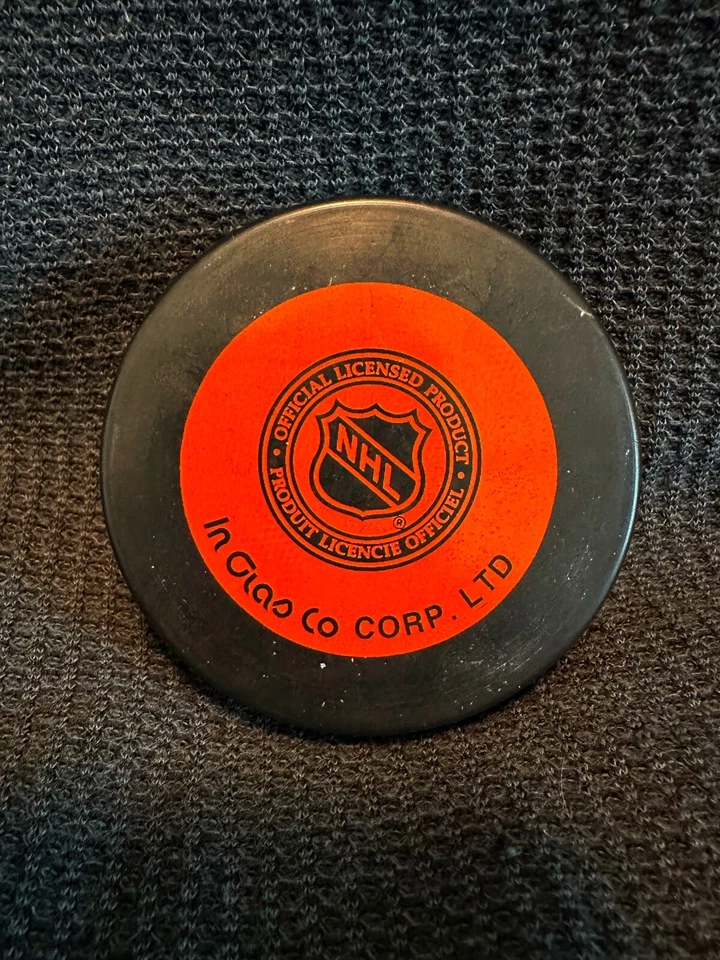 • OFFICIAL LICENSED PRODUCT •
NHL
®
PRODUIT LICENCIE OFFICIEL
In Glas Co CORP. LTD